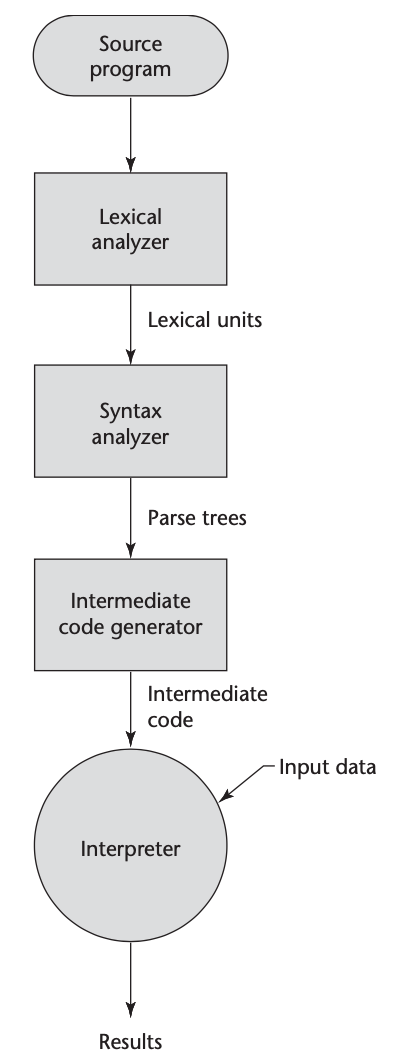 Source
program
Lexical
analyzer
Lexical units
Syntax
analyzer
Parse trees
Intermediate
code generator
Intermediate
code
Input data
Interpreter
Results